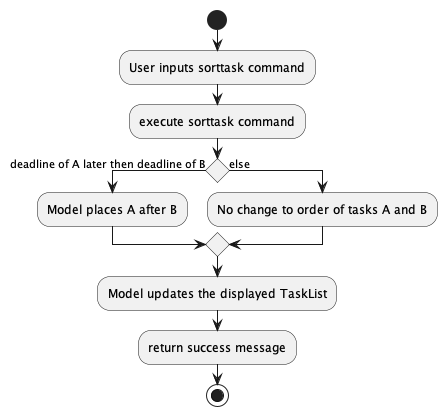 User inputs sorttask command
execute sorttask command
deadline of A later then deadline of B
else
Model places A after B
No change to order of tasks A and B
Model updates the displayed TaskList
return success message